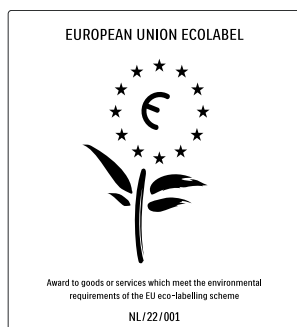 EUROPEAN UNION ECOLABEL
Award to goods or services which meet the environmental
requirements of the EU eco-labelling scheme
NL/22/001